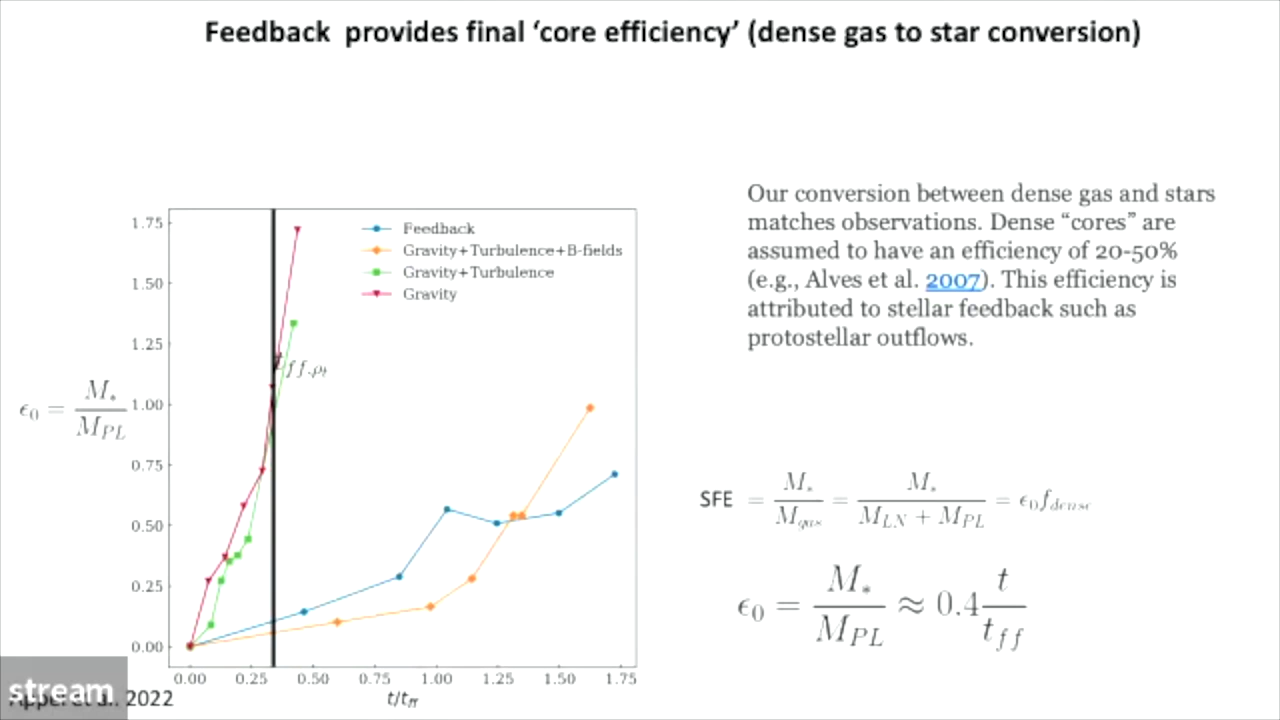 Feedback provides final ‘core efficiency’ (dense gas to star conversion)
Our conversion between dense gas and stars
matches observations. Dense “cores” are
assumed to have an efficiency of 20-50%
(e.g., Alves et al. 2007). This efficiency is
attributed to stellar feedback such as
protostellar outflows.
1.75
1.50
1.25
1.00
0.75
0.50
0.25
0.00
Feedback
Gravity+Turbulence+B-fields
Gravity+Turbulence
Gravity
ϵ0 = M* / MPL
0.00 0.25 0.50 0.75 1.00 1.25 1.50 1.75
t/tff
SFE = M* / Mgas = M* / (MLN + MPL) = ϵ0 fdense
ϵ0 = M* / MPL ≈ 0.4 t / tff
stream
2022